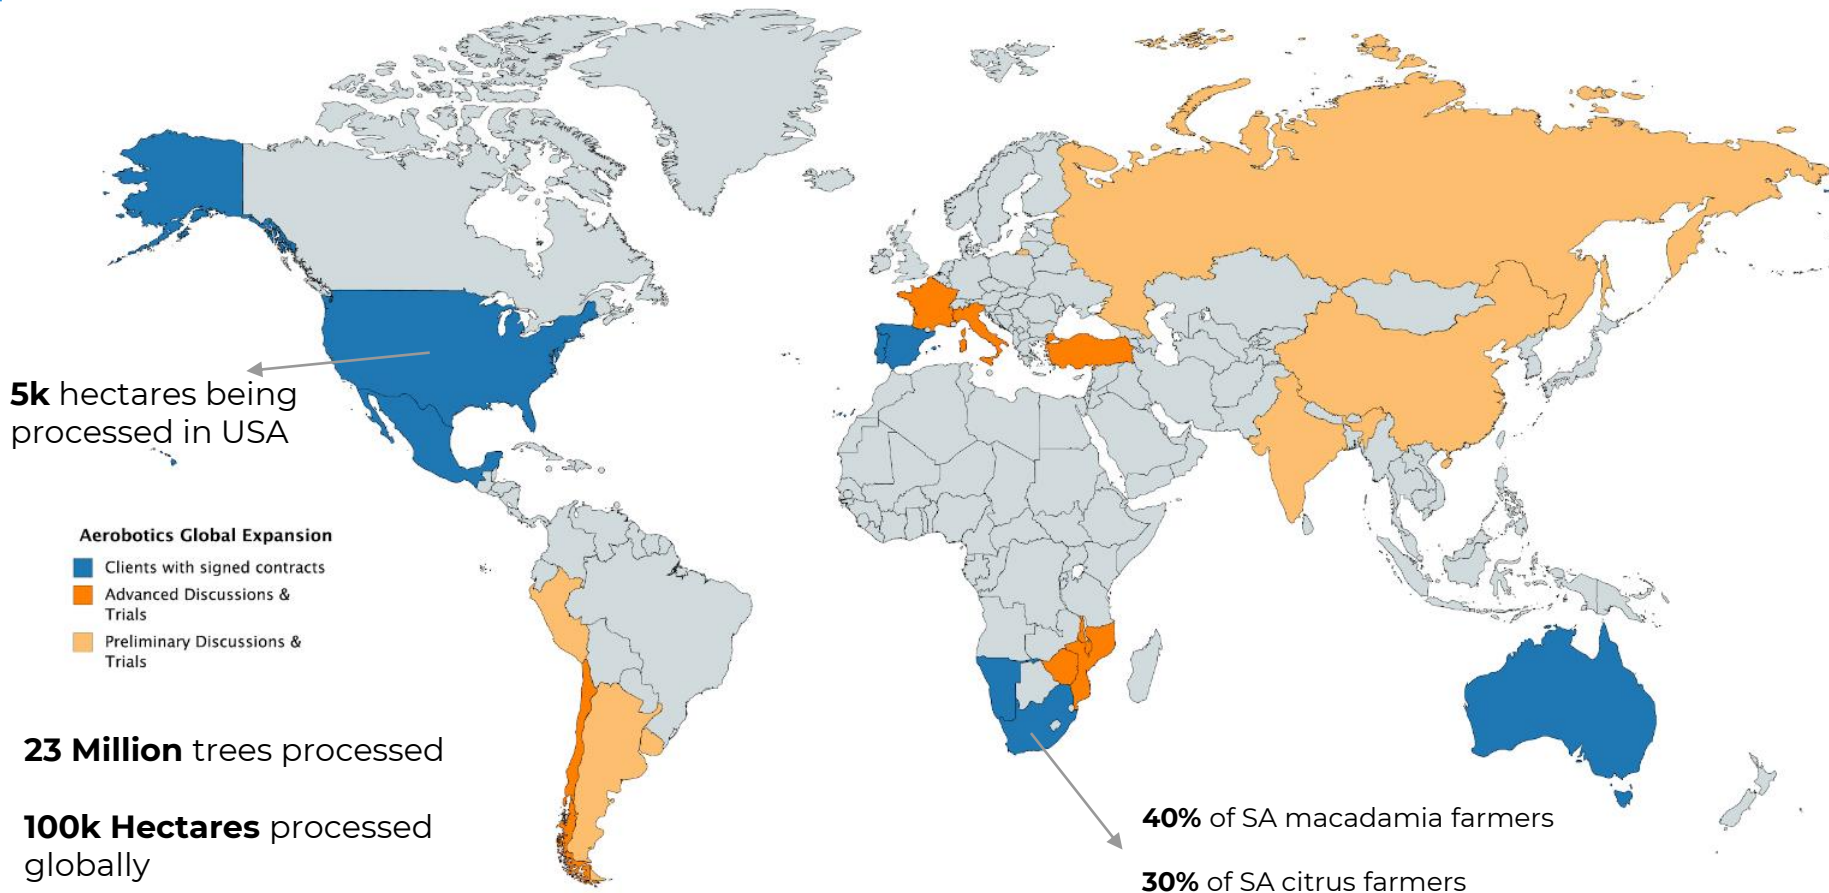 5k hectares being
processed in USA
Aerobotics Global Expansion
Clients with signed contracts
Advanced Discussions &
Trials
Preliminary Discussions &
Trials
23 Million trees processed
100k Hectares processed
globally
40% of SA macadamia farmers
30% of SA citrus farmers